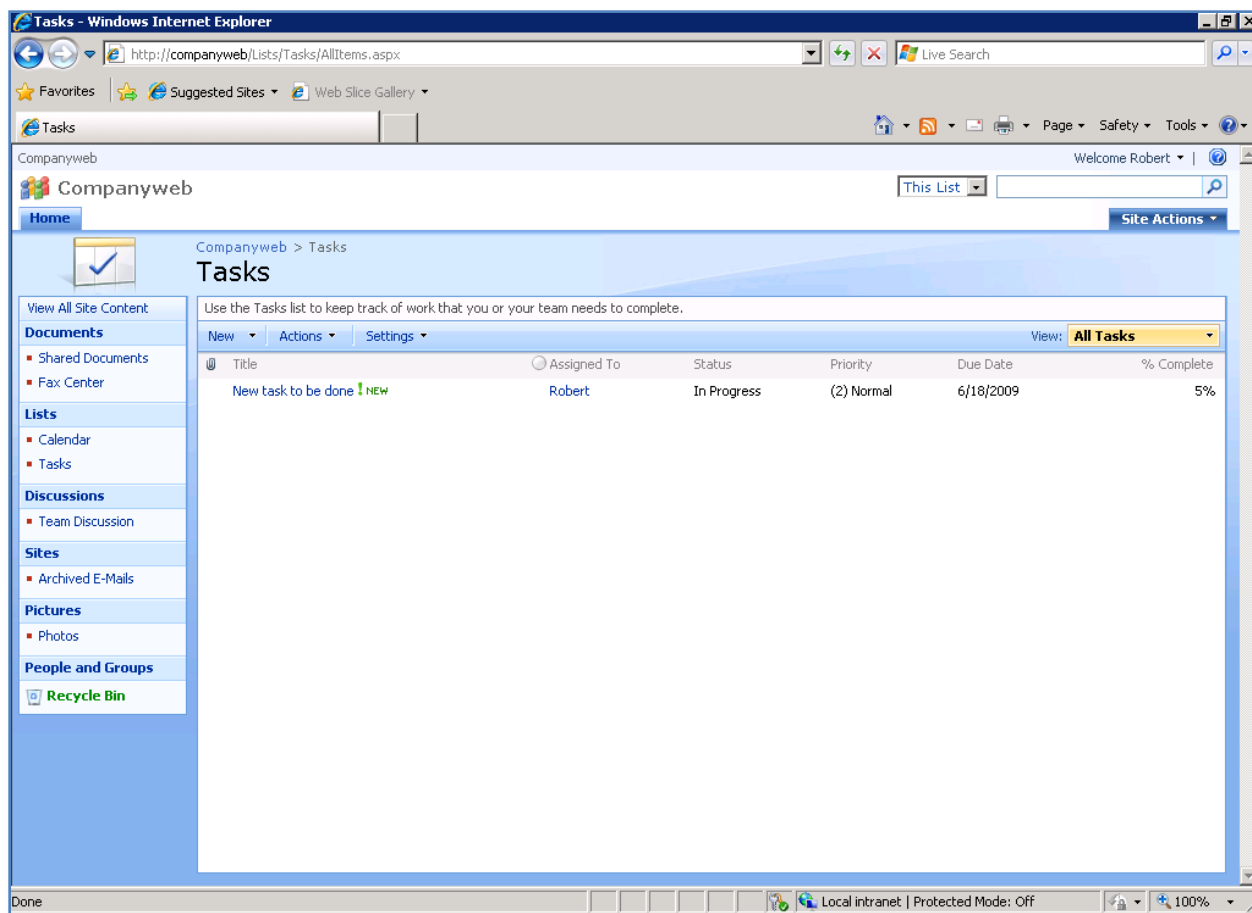 Tasks - Windows Internet Explorer
http://companyweb/Lists/Tasks/AllItems.aspx
Live Search
Favorites
Suggested Sites
Web Slice Gallery
Tasks
Page
Safety
Tools
Companyweb
Welcome Robert
Companyweb
This List
Home
Site Actions
Companyweb > Tasks
Tasks
View All Site Content
Documents
Shared Documents
Fax Center
Lists
Calendar
Tasks
Discussions
Team Discussion
Sites
Archived E-Mails
Pictures
Photos
People and Groups
Recycle Bin
Use the Tasks list to keep track of work that you or your team needs to complete.
New Actions Settings View: All Tasks
Title Assigned To Status Priority Due Date % Complete
New task to be done ! NEW Robert In Progress (2) Normal 6/18/2009 5%
Done
Local intranet | Protected Mode: Off
100%